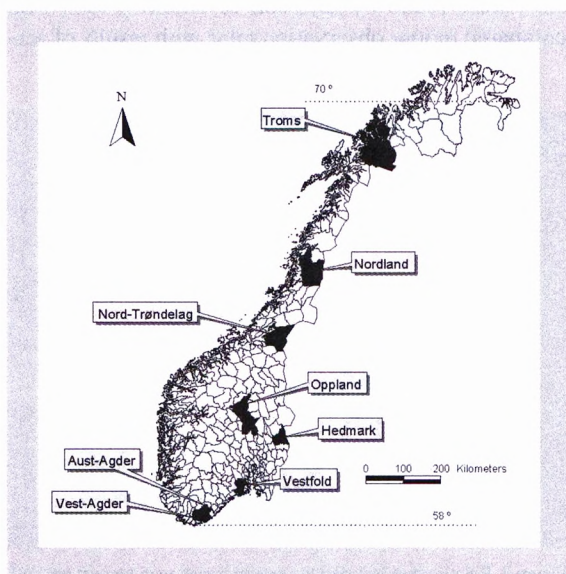 70 °
N
Troms
Nordland
Nord-Trøndelag
Oppland
Hedmark
Aust-Agder
0 100 200 Kilometers
Vestfold
Vest-Agder
58 °